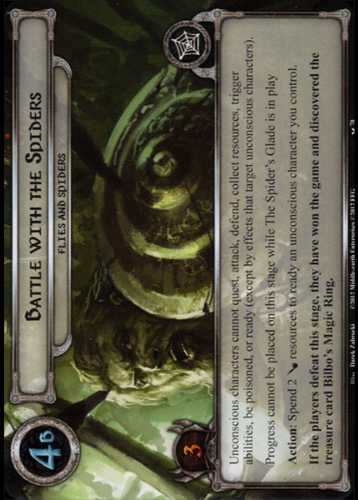 4B
BATTLE WITH THE SPIDERS
FLIES AND SPIDERS
3
Unconscious characters cannot quest, attack, defend, collect resources, trigger
abilities, be poisoned, or ready (except by effects that target unconscious characters).
Progress cannot be placed on this stage while The Spider's Glade is in play
Action: Spend 2 resources to ready an unconscious character you control.
If the players defeat this stage, they have won the game and discovered the
treasure card Bilbo's Magic Ring.
Illus. Darek Zabrocki ©2012 Middle-earth Enterprises ©2012 FFG 70